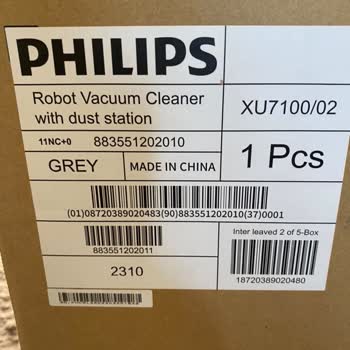 PHILIPS
Robot Vacuum Cleaner
with dust station
XU7100/02
11NC+0 883551202010
GREY
MADE IN CHINA
1 Pcs
(01)08720389020483(90)883551202010(37)0001
883551202011
Inter leaved 2 of 5-Box
2310
18720389020480